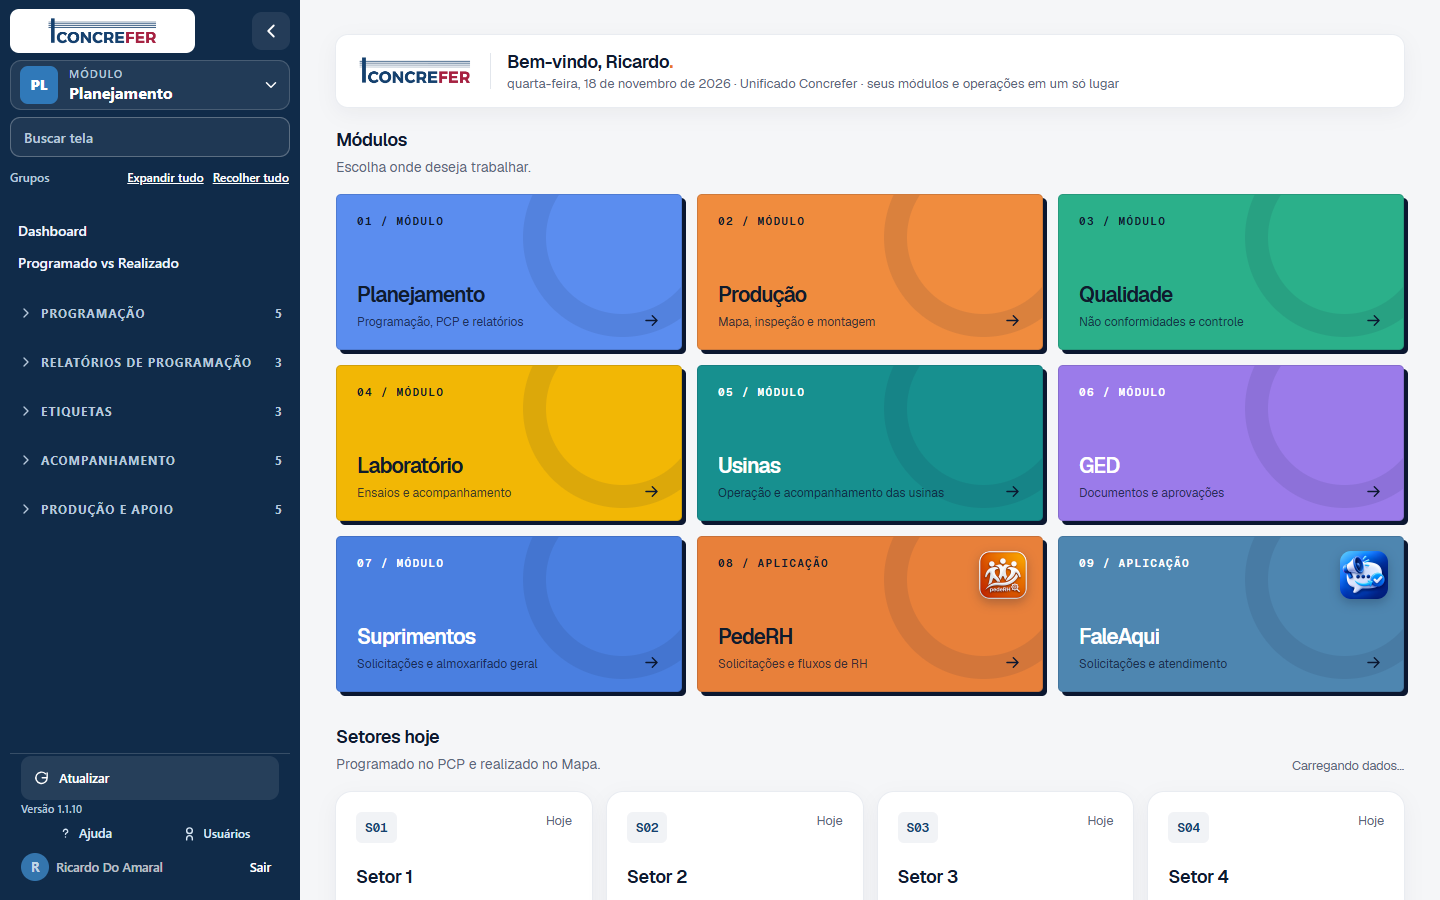 CONCREFER
PL
MÓDULO
Planejamento
Buscar tela
Grupos
Expandir tudo
Recolher tudo
Dashboard
Programado vs Realizado
PROGRAMAÇÃO 5
RELATÓRIOS DE PROGRAMAÇÃO 3
ETIQUETAS 3
ACOMPANHAMENTO 5
PRODUÇÃO E APOIO 5
Atualizar
Versão 1.1.10
? Ajuda
Usuários
R Ricardo Do Amaral
Sair
CONCREFER
Bem-vindo, Ricardo.
quarta-feira, 18 de novembro de 2026 · Unificado Concrefer · seus módulos e operações em um só lugar
Módulos
Escolha onde deseja trabalhar.
01 / MÓDULO
Planejamento
Programação, PCP e relatórios
02 / MÓDULO
Produção
Mapa, inspeção e montagem
03 / MÓDULO
Qualidade
Não conformidades e controle
04 / MÓDULO
Laboratório
Ensaios e acompanhamento
05 / MÓDULO
Usinas
Operação e acompanhamento das usinas
06 / MÓDULO
GED
Documentos e aprovações
07 / MÓDULO
Suprimentos
Solicitações e almoxarifado geral
08 / APLICAÇÃO
pedeRH
PedeRH
Solicitações e fluxos de RH
09 / APLICAÇÃO
FaleAqui
Solicitações e atendimento
Setores hoje
Programado no PCP e realizado no Mapa.
Carregando dados...
S01
Hoje
Setor 1
S02
Hoje
Setor 2
S03
Hoje
Setor 3
S04
Hoje
Setor 4